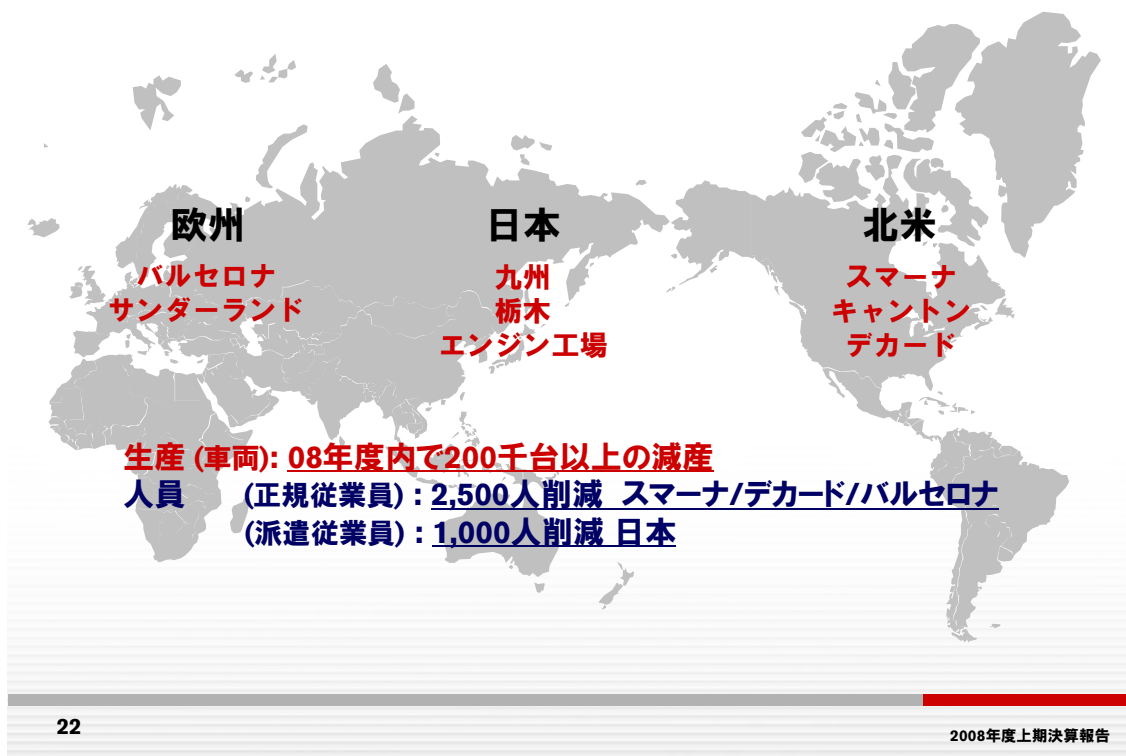 欧州
バルセロナ
サンダーランド
日本
九州
栃木
エンジン工場
北米
スマーナ
キャントン
デカード
生産 (車両): 08年度内で200千台以上の減産
人員 (正規従業員) : 2,500人削減 スマーナ/デカード/バルセロナ
(派遣従業員) : 1,000人削減 日本
22
2008年度上期決算報告